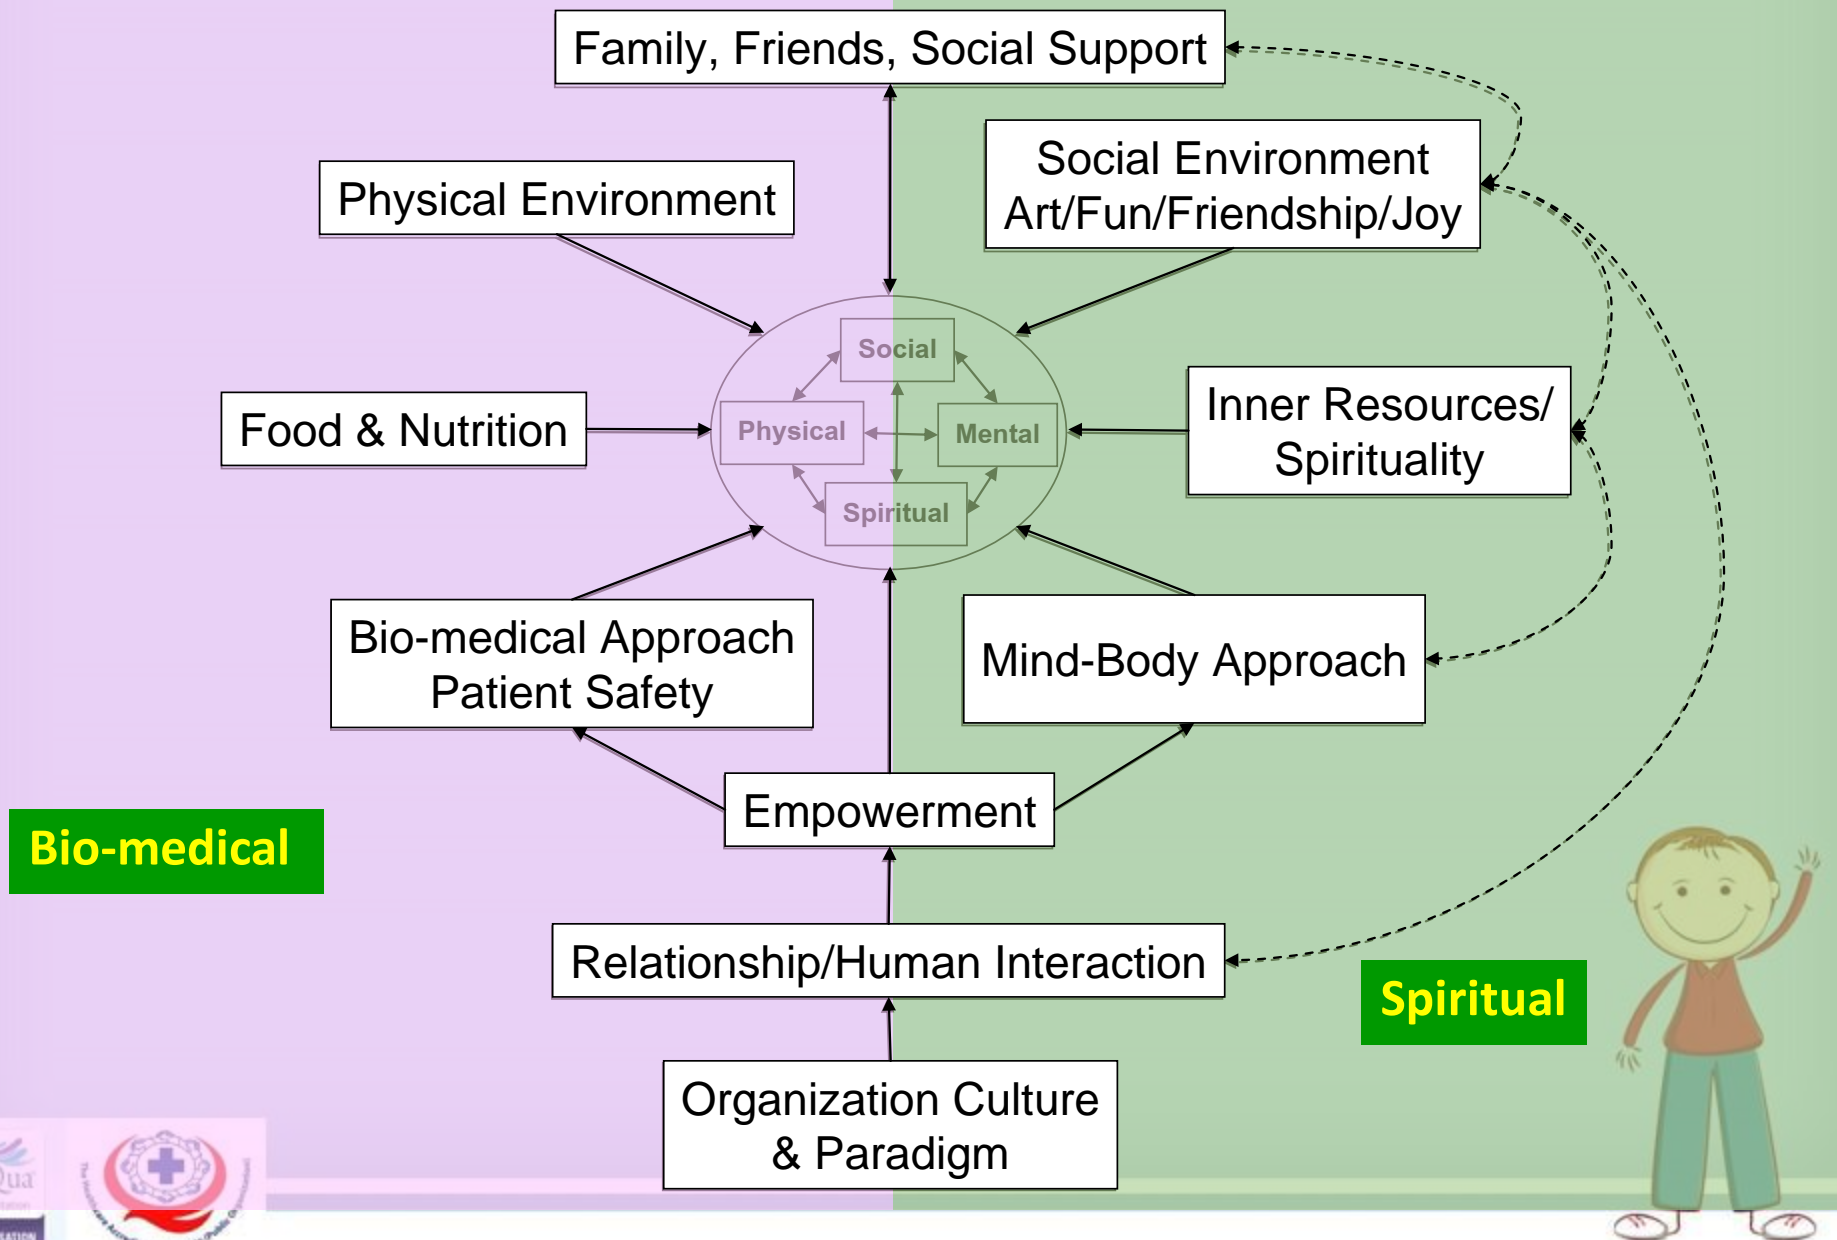 Family, Friends, Social Support
Physical Environment
Social Environment
Art/Fun/Friendship/Joy
Social
Food & Nutrition
Physical
Mental
Inner Resources/
Spirituality
Spiritual
Bio-medical Approach
Patient Safety
Mind-Body Approach
Empowerment
Bio-medical
Relationship/Human Interaction
Spiritual
Organization Culture
& Paradigm